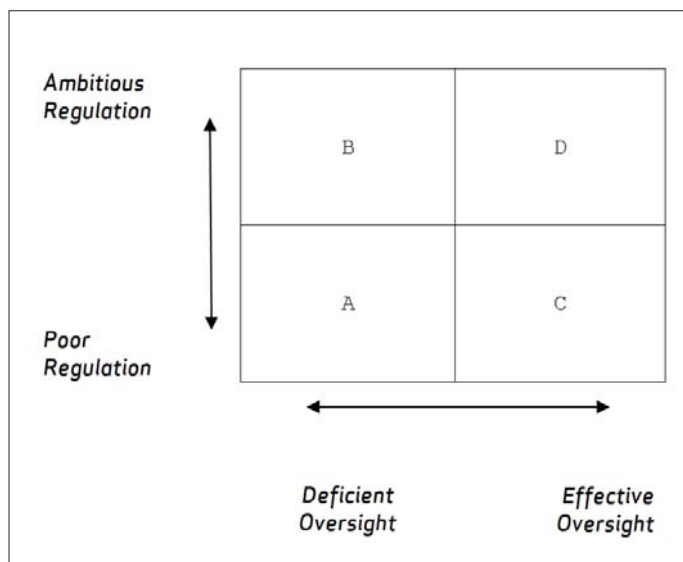 Ambitious
Regulation
B D
A C
Poor
Regulation
Deficient Effective
Oversight Oversight